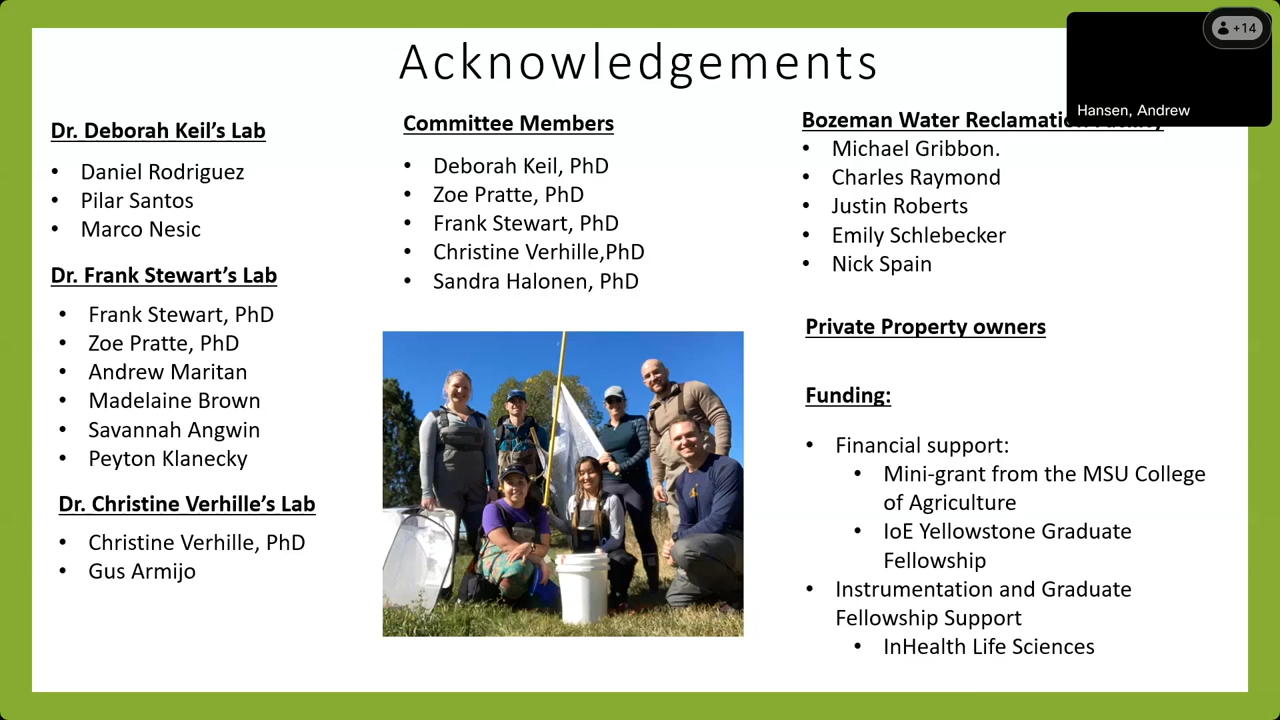 Acknowledgements
+14
Hansen, Andrew
Dr. Deborah Keil's Lab
• Daniel Rodriguez
• Pilar Santos
• Marco Nesic
Dr. Frank Stewart's Lab
• Frank Stewart, PhD
• Zoe Pratte, PhD
• Andrew Maritan
• Madelaine Brown
• Savannah Angwin
• Peyton Klanecky
Dr. Christine Verhille's Lab
• Christine Verhille, PhD
• Gus Armijo
Committee Members
• Deborah Keil, PhD
• Zoe Pratte, PhD
• Frank Stewart, PhD
• Christine Verhille,PhD
• Sandra Halonen, PhD
Bozeman Water
• Michael Gribbon.
• Charles Raymond
• Justin Roberts
• Emily Schlebecker
• Nick Spain
Private Property owners
Funding:
• Financial support:
• Mini-grant from the MSU College
of Agriculture
• IoE Yellowstone Graduate
Fellowship
• Instrumentation and Graduate
Fellowship Support
• InHealth Life Sciences